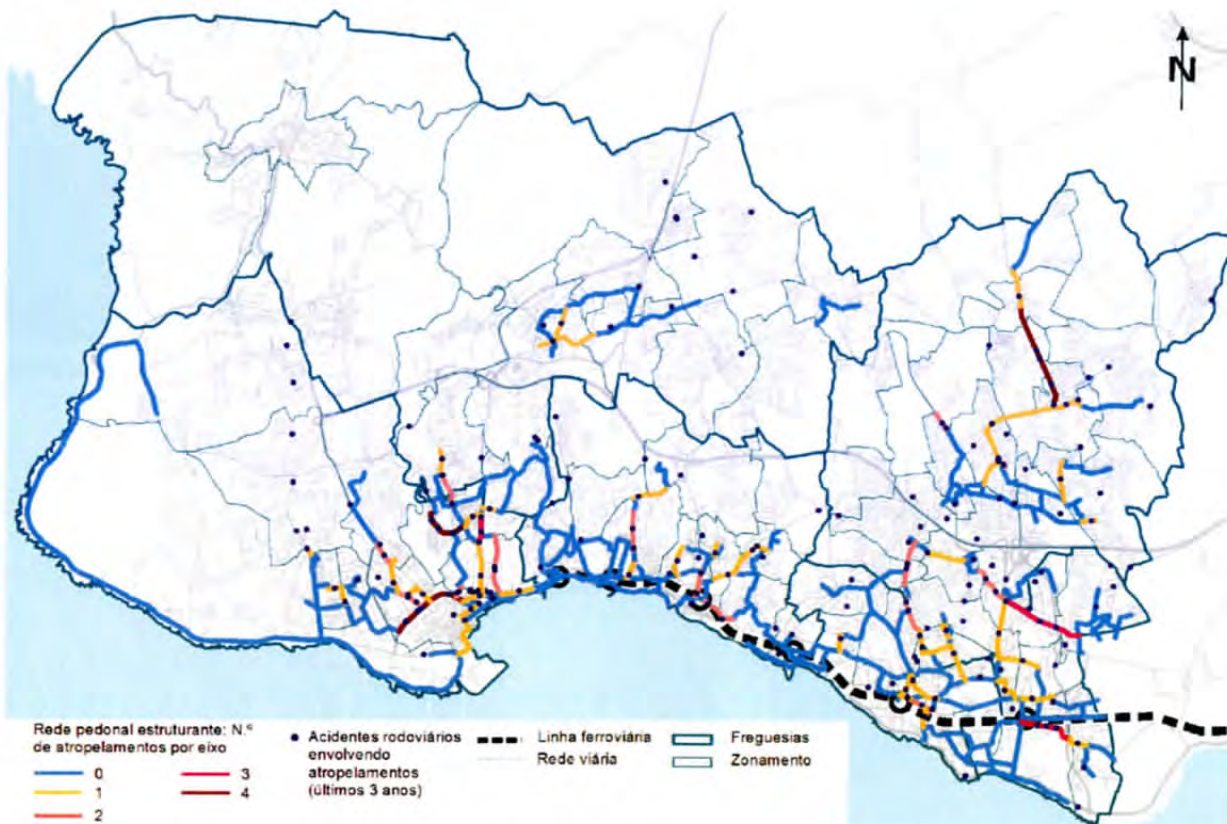 N
Rede pedonal estruturante: N.º
de atropelamentos por eixo
0
1
2
3
4
Acidentes rodoviários
envolvendo
atropelamentos
(últimos 3 anos)
Linha ferroviária
Rede viária
Freguesias
Zonamento